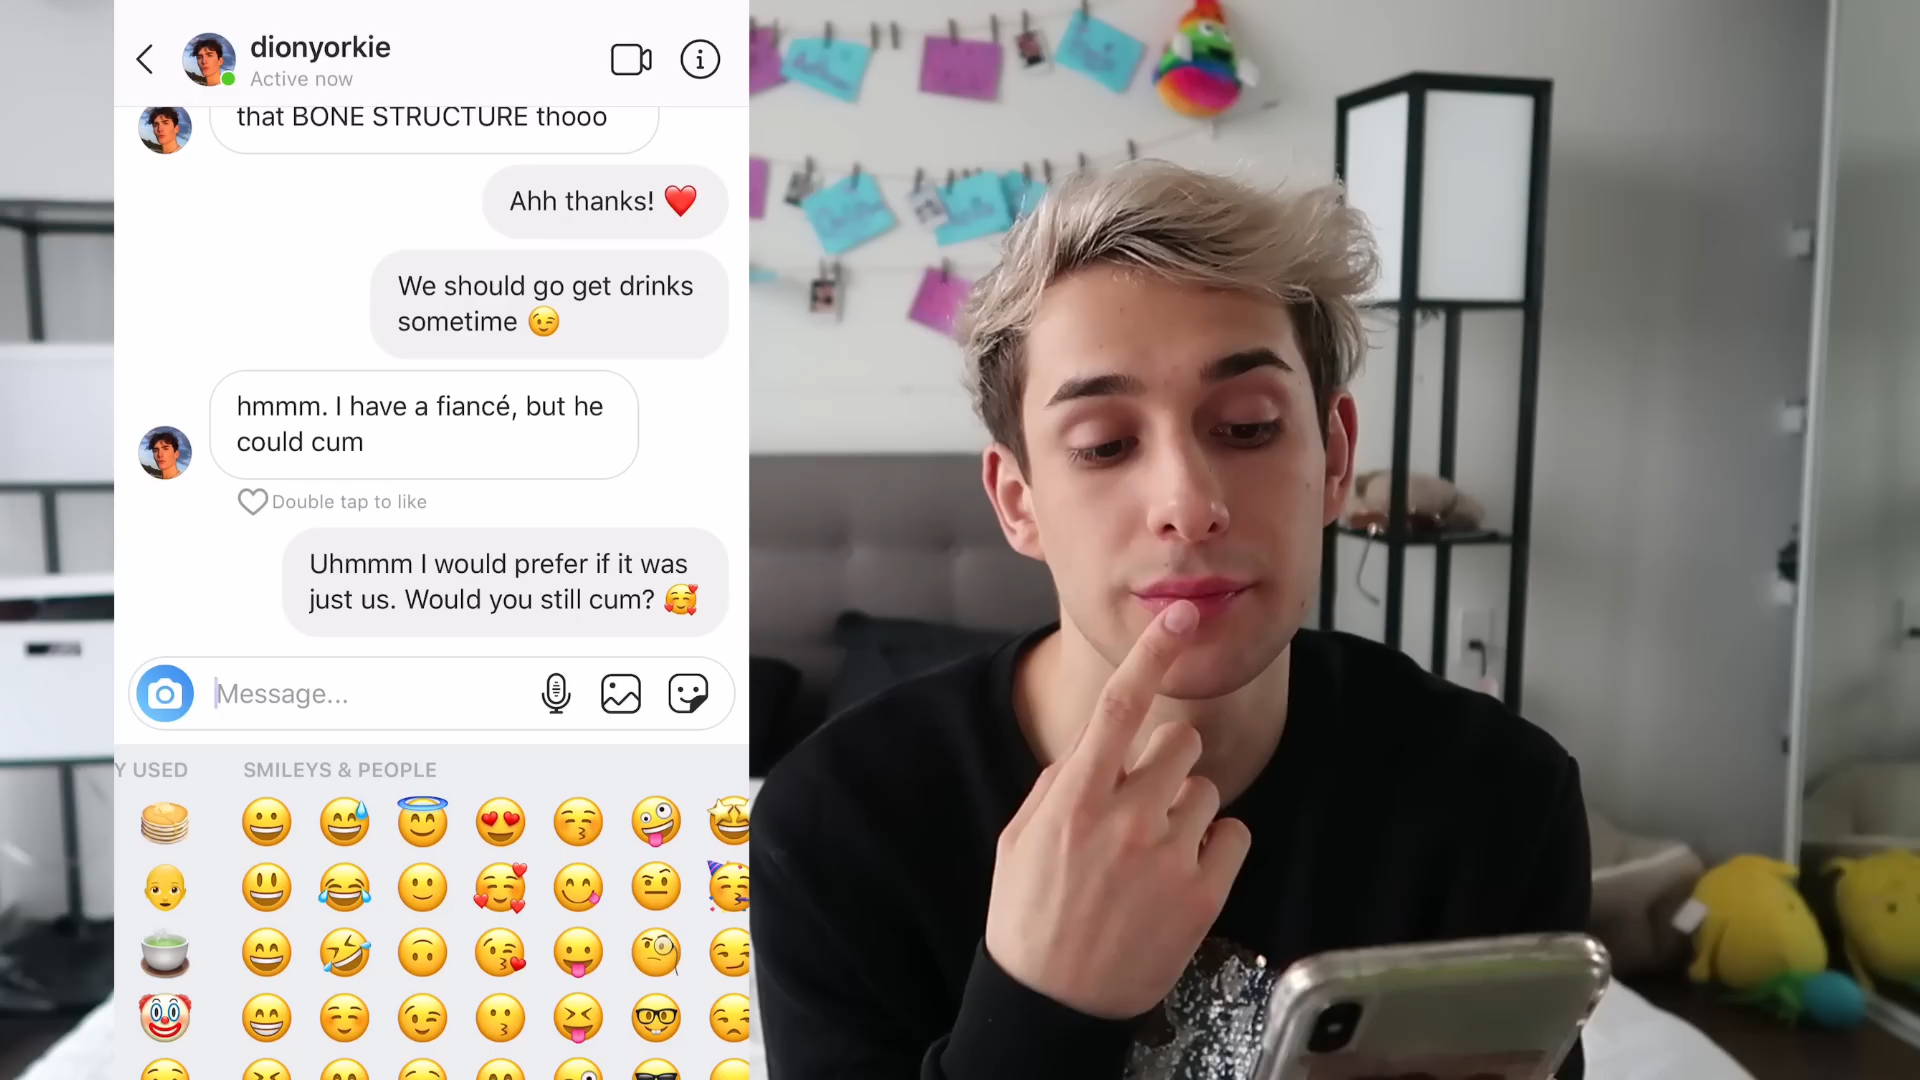 dionyorkie
Active now
that BONE STRUCTURE thooo
Ahh thanks! ❤️
We should go get drinks
sometime 😉
hmmm. I have a fiancé, but he
could cum
Double tap to like
Uhmmm I would prefer if it was
just us. Would you still cum? 🥰
Message...
Y USED
SMILEYS & PEOPLE